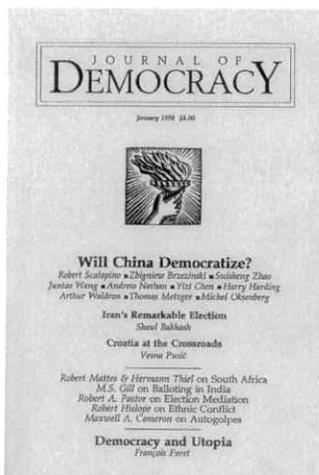 JOURNAL OF
DEMOCRACY
January 1998 $8.00
Will China Democratize?
Robert Scalapino ■ Zbigniew Brzezinski ■ Suisheng Zhao
Juntao Wang ■ Andrew Nathan ■ Yizi Chen ■ Harry Harding
Arthur Waldron ■ Thomas Metzger ■ Michel Oksenberg
Iran's Remarkable Election
Shaul Bakhash
Croatia at the Crossroads
Vesna Pusić
Robert Mattes & Hermann Thiel on South Africa
M.S. Gill on Balloting in India
Robert A. Pastor on Election Mediation
Robert Hislope on Ethnic Conflict
Maxwell A. Cameron on Autogolpes
Democracy and Utopia
François Furet